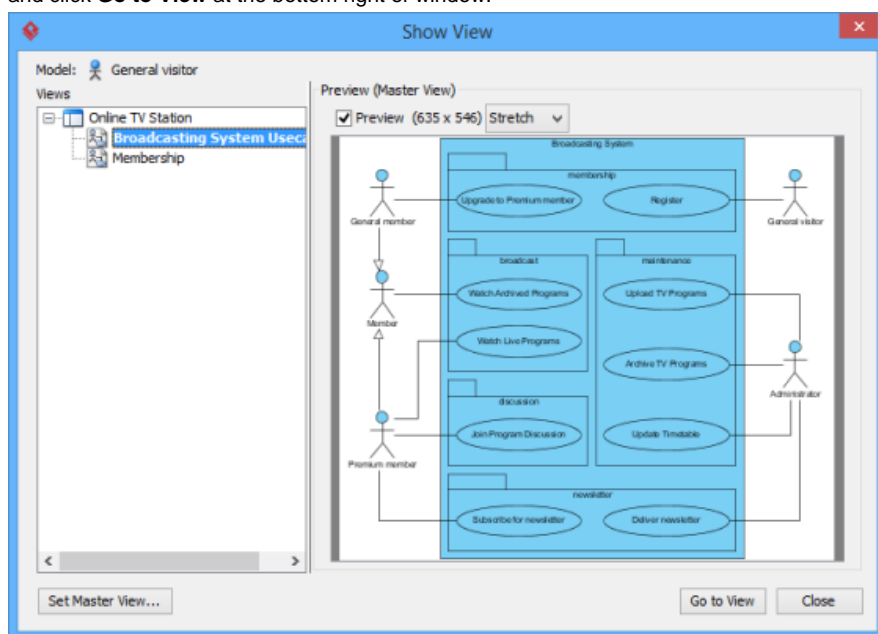 and click Go to View at the bottom right of window.
Show View
Model: General visitor
Views
Online TV Station
Broadcasting System Useca
Membership
Preview (Master View)
Preview (635 x 546) Stretch
Broadcasting System
membership
Upgrade to Premium member
Register
General member
General visitor
broadcast
maintenance
Watch Archived Programs
Upload TV Programs
Member
Watch Live Programs
Archive TV Programs
Administrator
discussion
Join Program Discussion
Update Timetable
Premium member
newsletter
Subscribe for newsletter
Deliver newsletter
Set Master View...
Go to View
Close